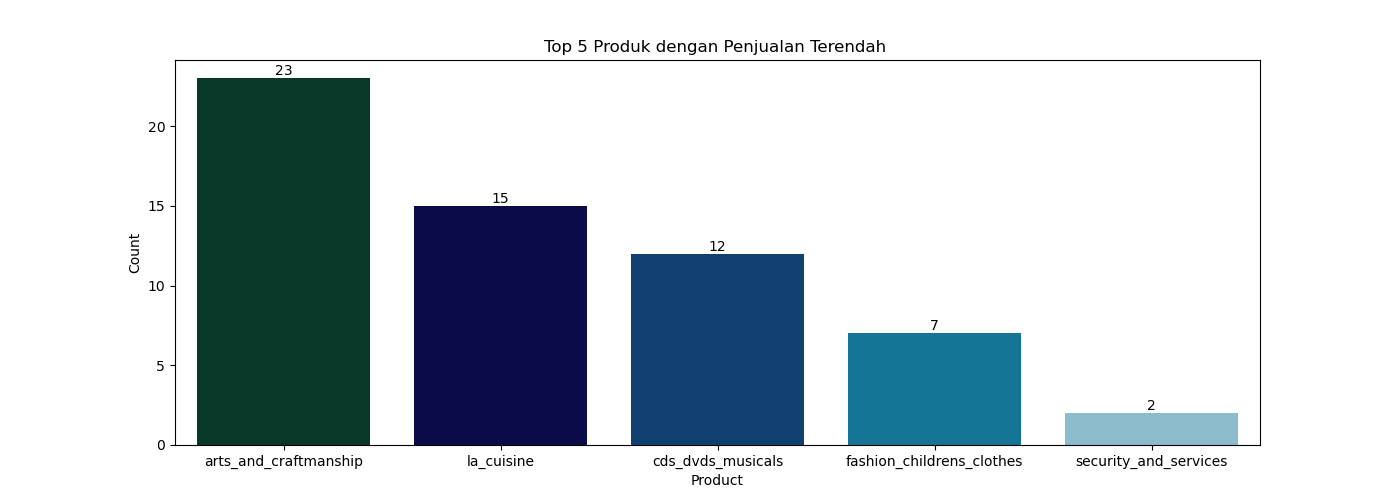 Top 5 Produk dengan Penjualan Terendah
23
15
12
7
2
20
15
10
5
0
Count
arts_and_craftmanship
la_cuisine
cds_dvds_musicals
fashion_childrens_clothes
security_and_services
Product